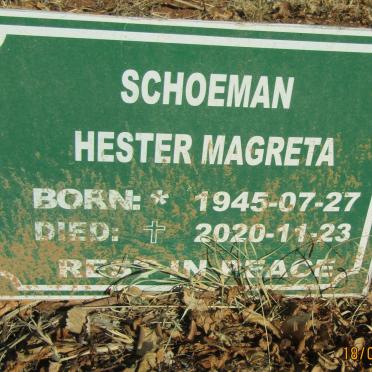 SCHOEMAN
HESTER MAGRETA
BORN: * 1945-07-27
DIED: † 2020-11-23
REST IN PEACE